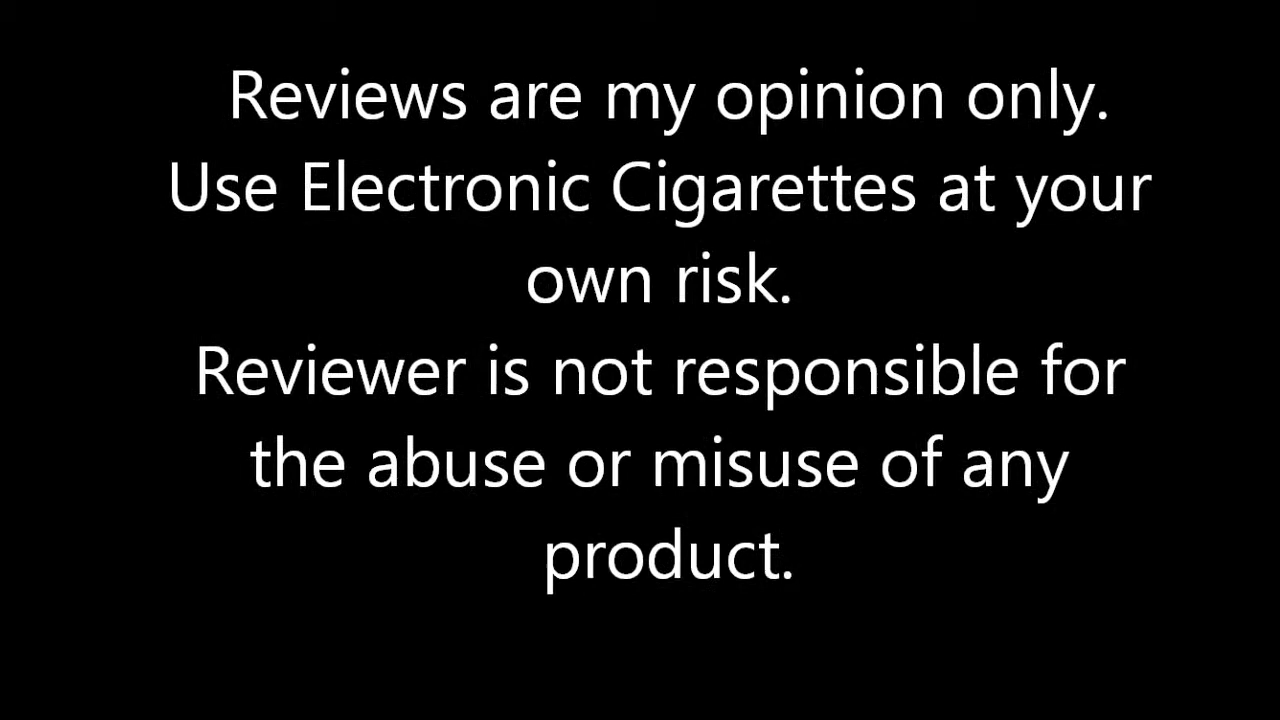 Reviews are my opinion only.
Use Electronic Cigarettes at your
own risk.
Reviewer is not responsible for
the abuse or misuse of any
product.